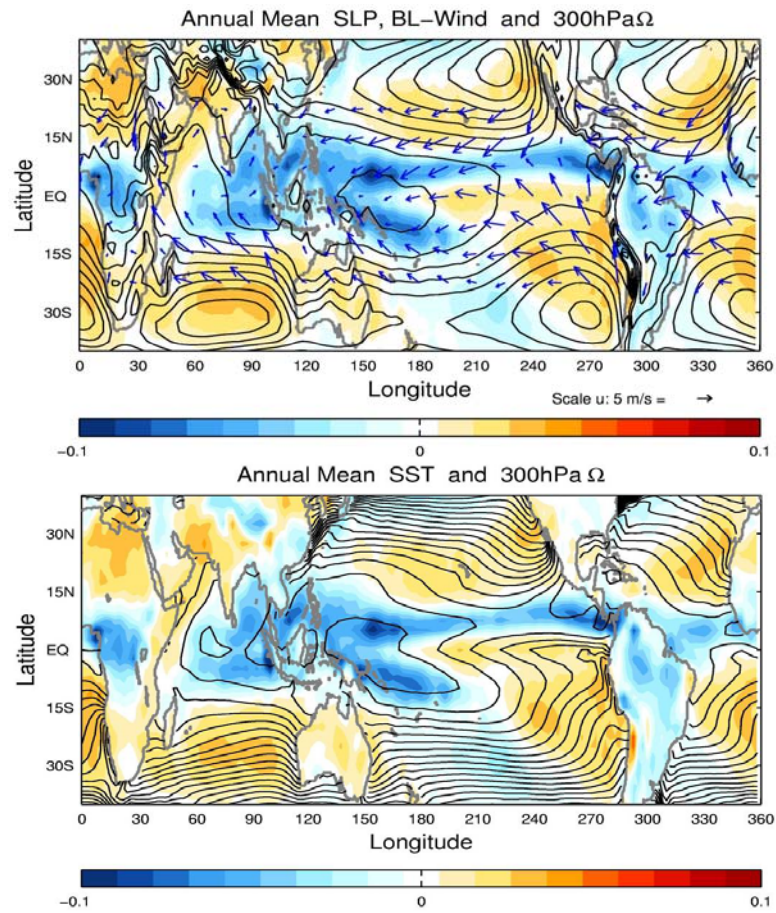 Annual Mean SLP, BL-Wind and 300hPaΩ
30N
15N
EQ
15S
30S
Latitude
0 30 60 90 120 150 180 210 240 270 300 330 360
Longitude
Scale u: 5 m/s = →
-0.1 0 0.1
Annual Mean SST and 300hPaΩ
30N
15N
EQ
15S
30S
Latitude
0 30 60 90 120 150 180 210 240 270 300 330 360
Longitude
-0.1 0 0.1